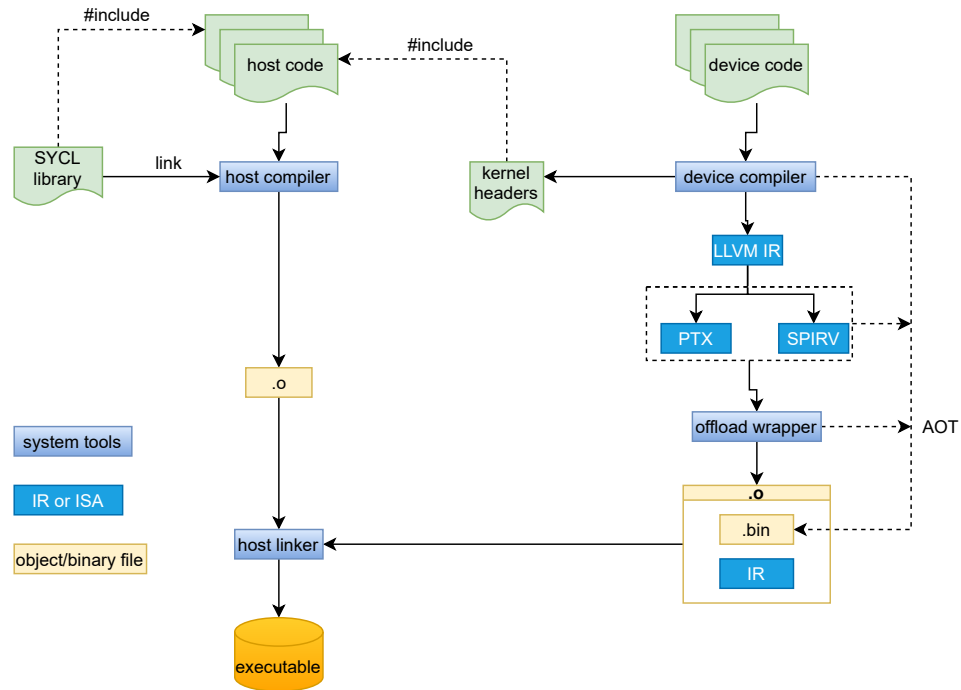 #include
host code
#include
device code
SYCL
library
link
host compiler
kernel
headers
device compiler
LLVM IR
PTX
SPIRV
.o
offload wrapper
AOT
system tools
IR or ISA
object/binary file
.o
.bin
IR
host linker
executable